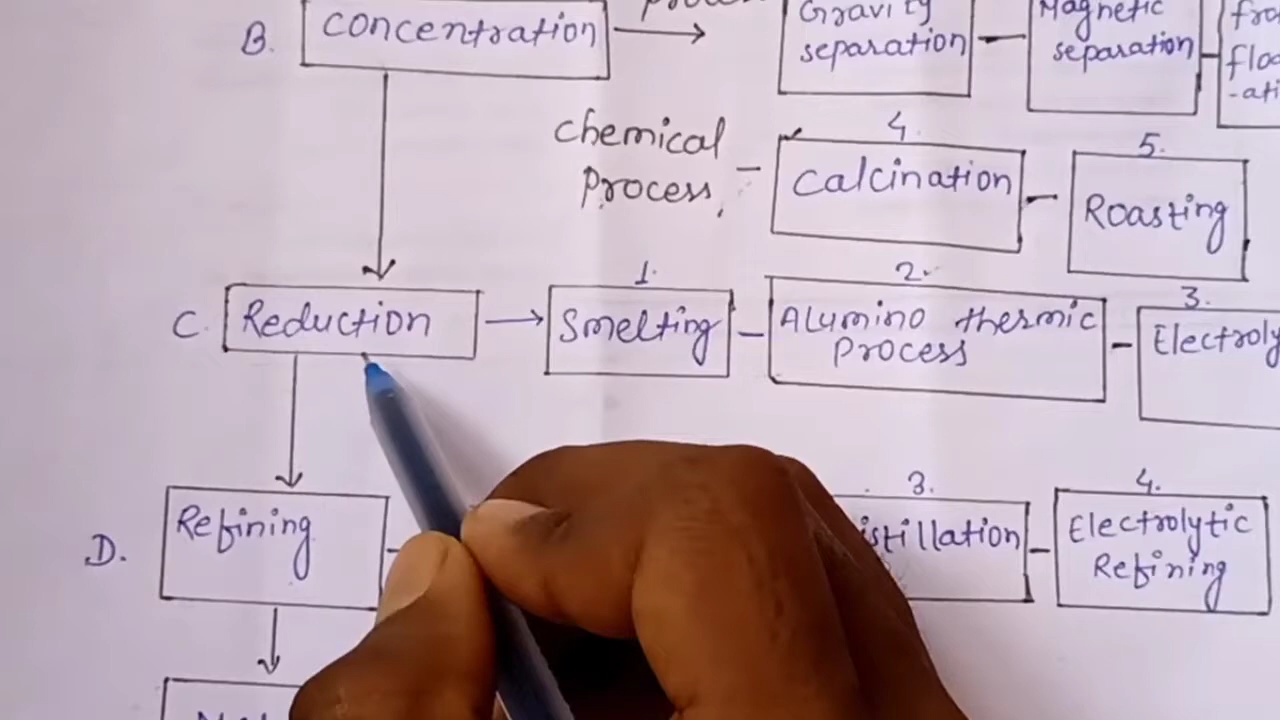 B. Concentration
Gravity
separation
Magnetic
separation
Chemical
Process,
4.
Calcination
5.
Roasting
C. Reduction
1.
Smelting
2.
Alumino thermic
Process
3.
D. Refining
3.
4.
Electrolytic
Refining